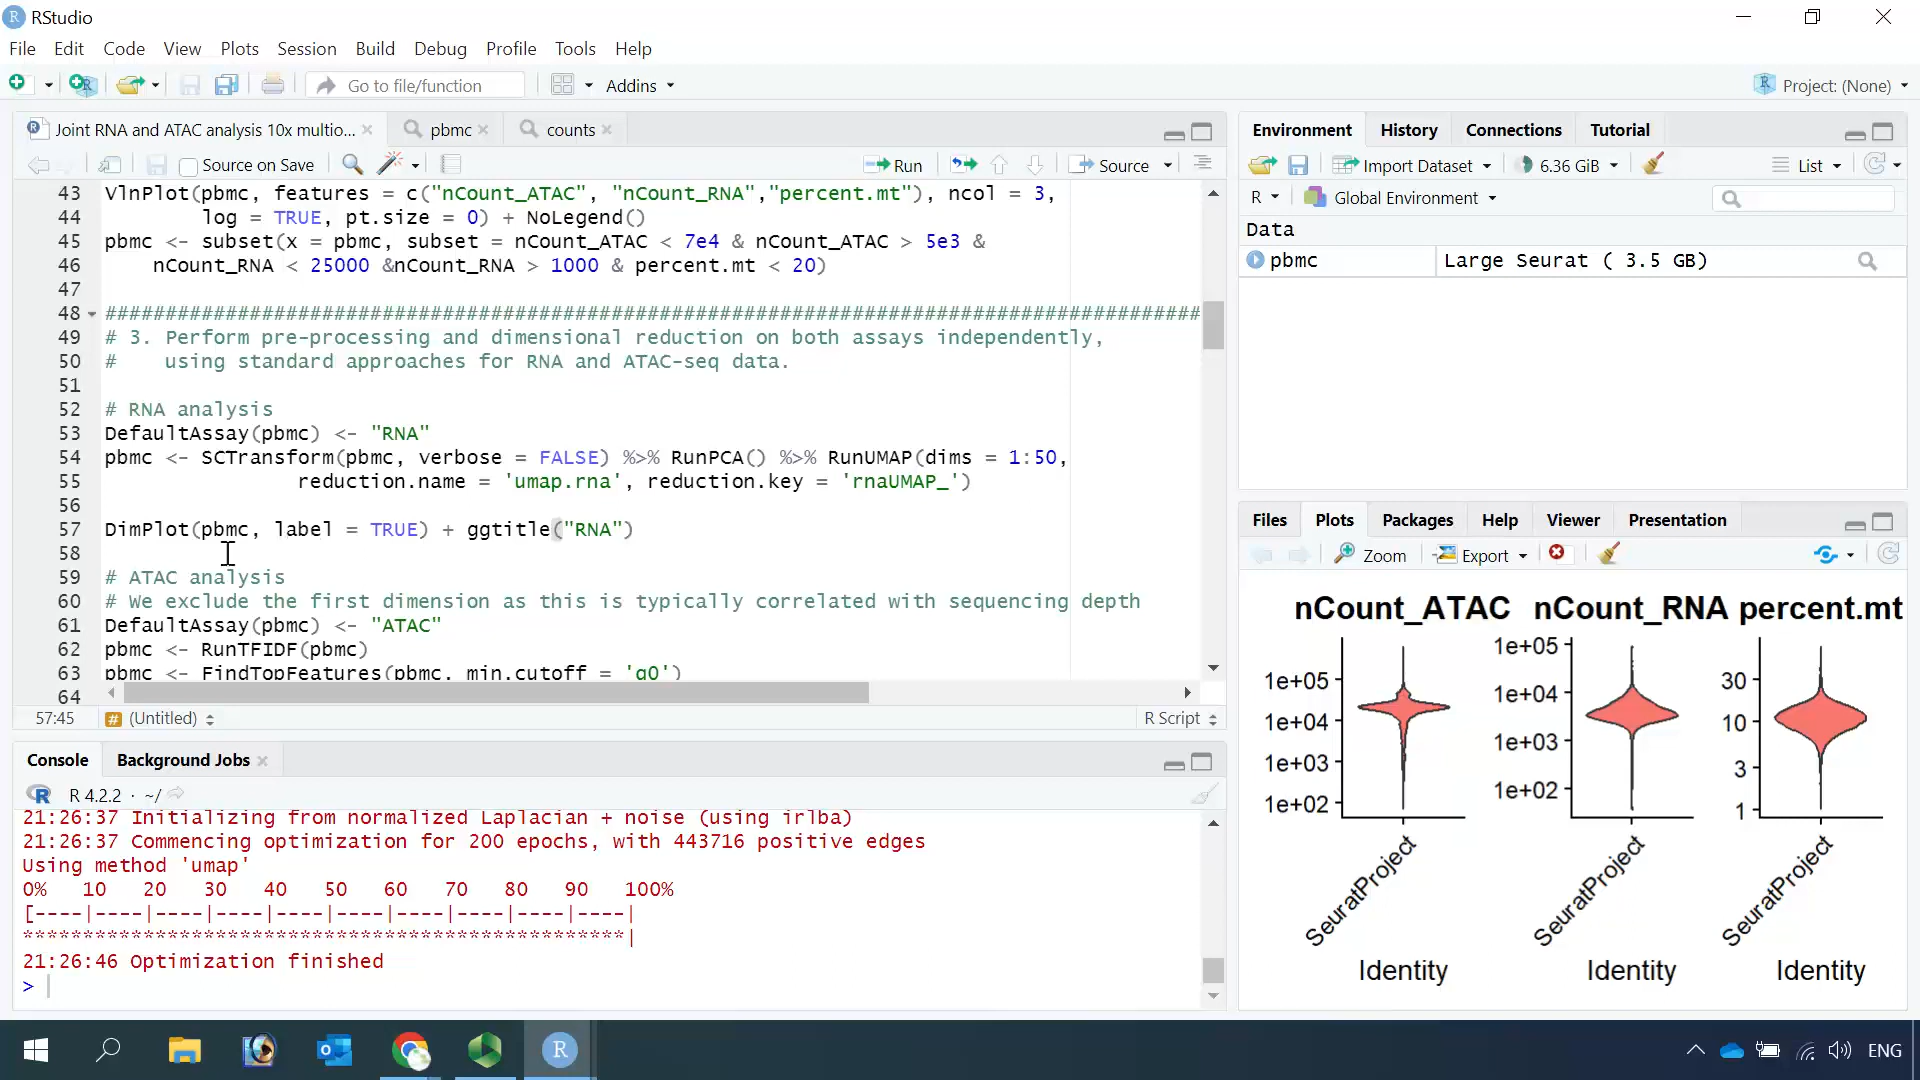 RStudio
File Edit Code View Plots Session Build Debug Profile Tools Help
Go to file/function
Addins
Project: (None)
Joint RNA and ATAC analysis 10x multio...
pbmc
counts
Source on Save
Run
Source
43 VlnPlot(pbmc, features = c("nCount_ATAC", "nCount_RNA","percent.mt"), ncol = 3,
44 log = TRUE, pt.size = 0) + NoLegend()
45 pbmc <- subset(x = pbmc, subset = nCount_ATAC < 7e4 & nCount_ATAC > 5e3 &
46 nCount_RNA < 25000 &nCount_RNA > 1000 & percent.mt < 20)
47
48 ###########################################################################################
49 # 3. Perform pre-processing and dimensional reduction on both assays independently,
50 #    using standard approaches for RNA and ATAC-seq data.
51
52 # RNA analysis
53 DefaultAssay(pbmc) <- "RNA"
54 pbmc <- SCTransform(pbmc, verbose = FALSE) %>% RunPCA() %>% RunUMAP(dims = 1:50,
55 reduction.name = 'umap.rna', reduction.key = 'rnaUMAP_')
56
57 DimPlot(pbmc, label = TRUE) + ggtitle("RNA")
58
59 # ATAC analysis
60 # We exclude the first dimension as this is typically correlated with sequencing depth
61 DefaultAssay(pbmc) <- "ATAC"
62 pbmc <- RunTFIDF(pbmc)
63 pbmc <- FindTopFeatures(pbmc, min.cutoff = 'q0')
64
57:45 # (Untitled) R Script
Console Background Jobs
R 4.2.2 · ~/
21:26:37 Initializing from normalized Laplacian + noise (using irlba)
21:26:37 Commencing optimization for 200 epochs, with 443716 positive edges
Using method 'umap'
0%   10   20   30   40   50   60   70   80   90   100%
[----|----|----|----|----|----|----|----|----|----|
**************************************************|
21:26:46 Optimization finished
>
Environment History Connections Tutorial
Import Dataset
6.36 GiB
List
R
Global Environment
Data
pbmc Large Seurat ( 3.5 GB)
Files Plots Packages Help Viewer Presentation
Zoom
Export
nCount_ATAC nCount_RNA percent.mt
1e+05
1e+04
1e+03
1e+02
SeuratProject
Identity
1e+05
1e+04
1e+03
1e+02
SeuratProject
Identity
30
10
3
1
SeuratProject
Identity
ENG